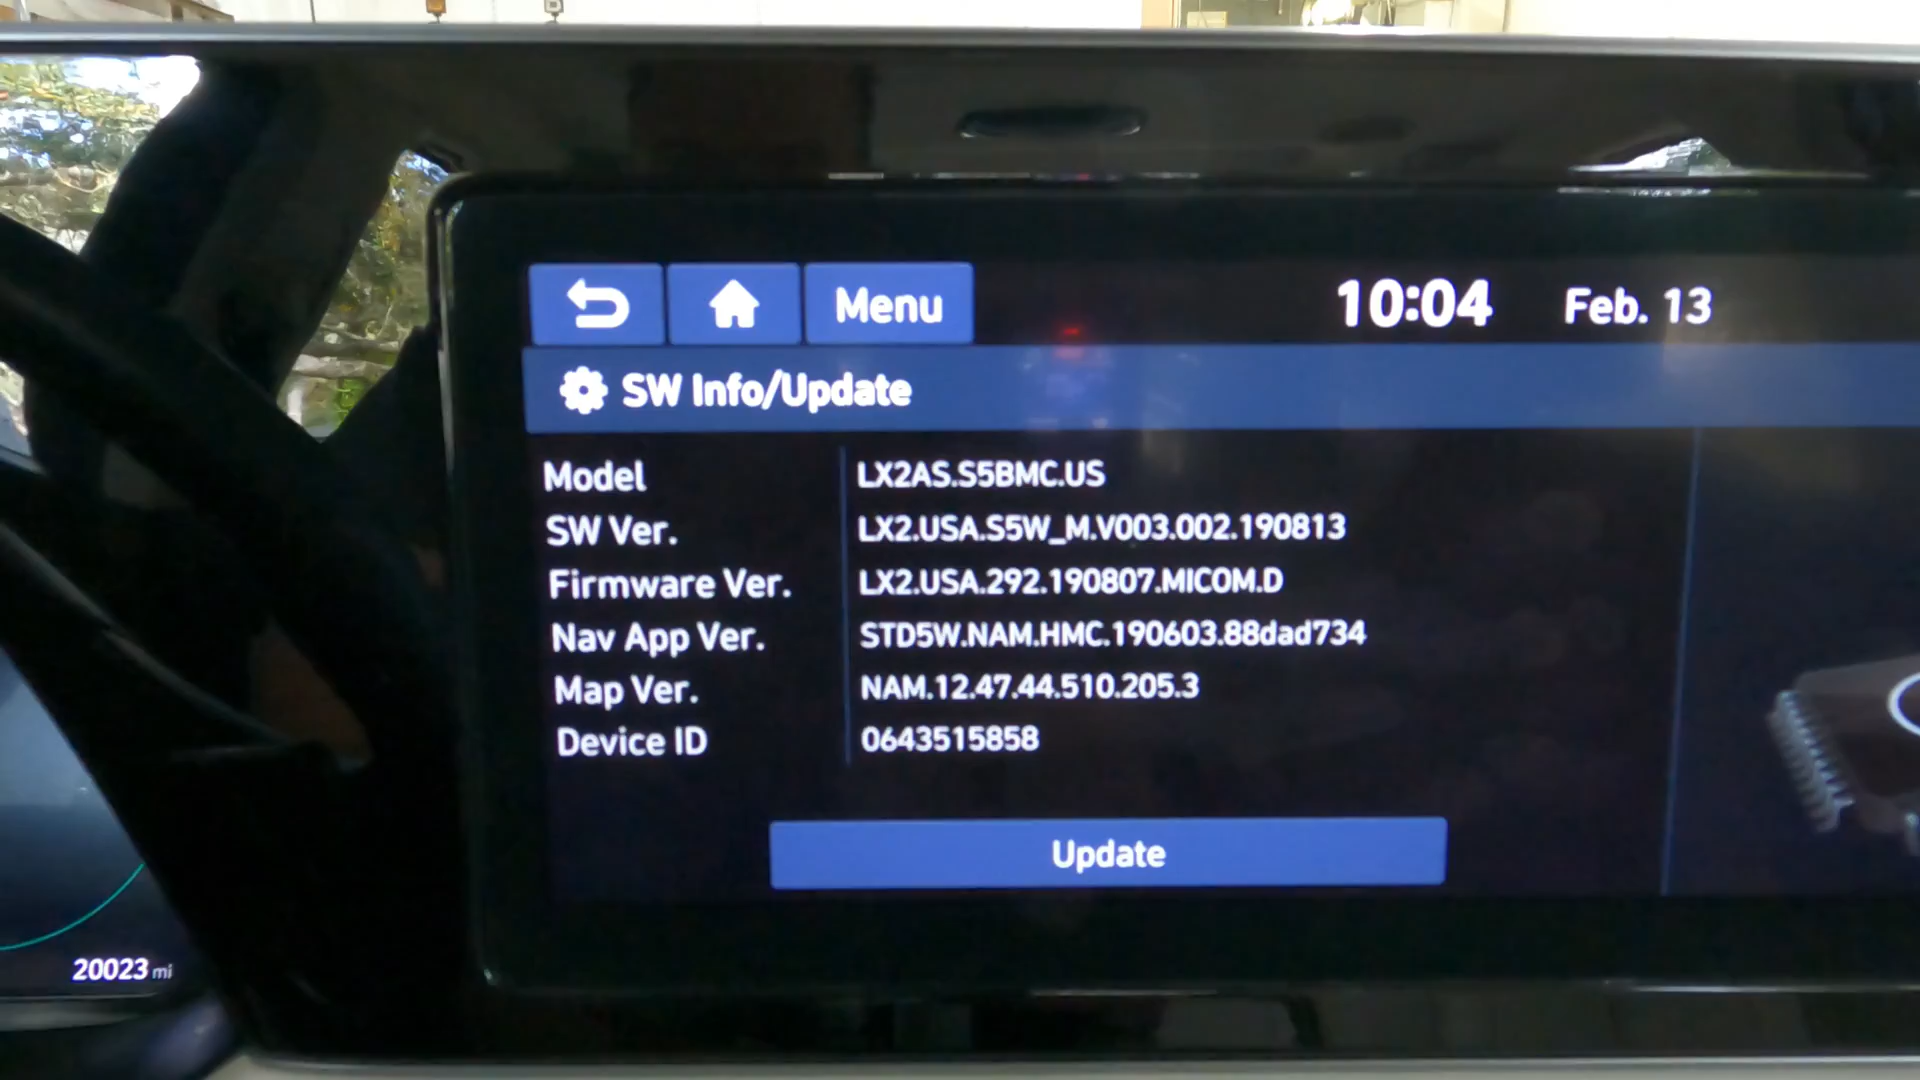 Menu
10:04 Feb. 13
SW Info/Update
Model LX2AS.S5BMC.US
SW Ver. LX2.USA.S5W_M.V003.002.190813
Firmware Ver. LX2.USA.292.190807.MICOM.D
Nav App Ver. STD5W.NAM.HMC.190603.88dad734
Map Ver. NAM.12.47.44.510.205.3
Device ID 0643515858
Update
20023 mi